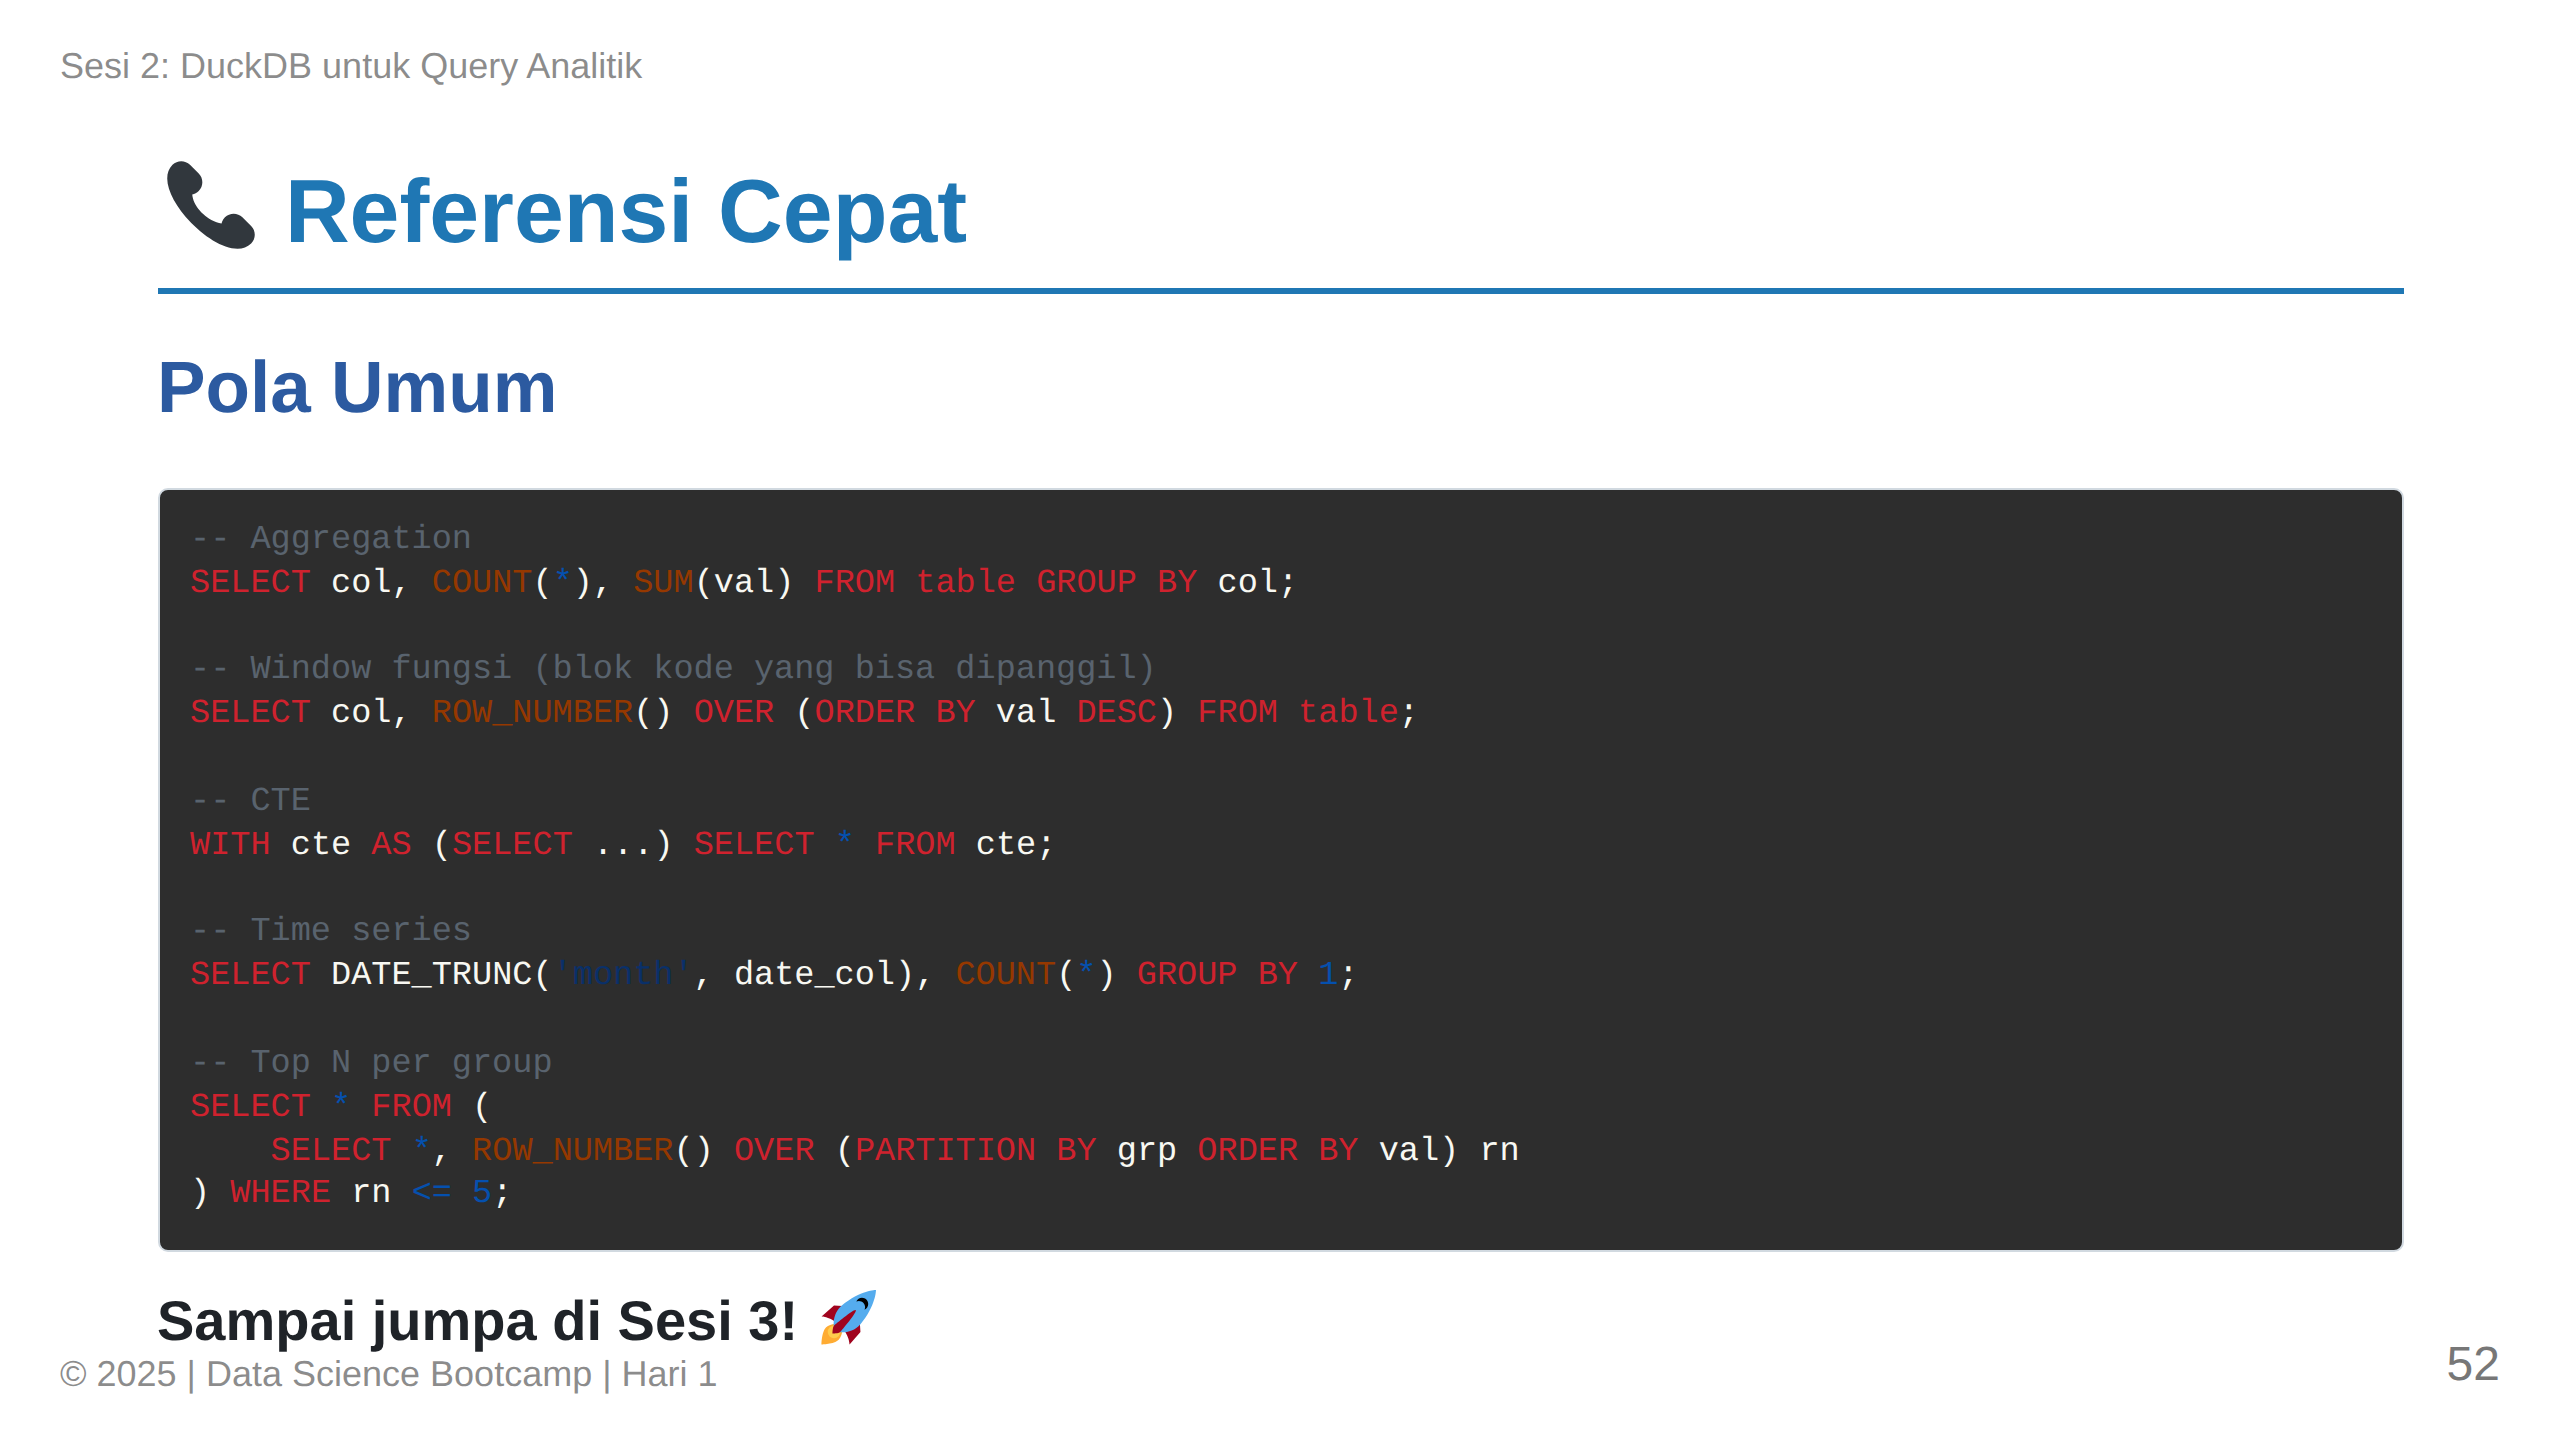 Sesi 2: DuckDB untuk Query Analitik
📞 Referensi Cepat
Pola Umum
-- Aggregation
SELECT col, COUNT(*), SUM(val) FROM table GROUP BY col;
-- Window fungsi (blok kode yang bisa dipanggil)
SELECT col, ROW_NUMBER() OVER (ORDER BY val DESC) FROM table;
-- CTE
WITH cte AS (SELECT ...) SELECT * FROM cte;
-- Time series
SELECT DATE_TRUNC('month', date_col), COUNT(*) GROUP BY 1;
-- Top N per group
SELECT * FROM (
    SELECT *, ROW_NUMBER() OVER (PARTITION BY grp ORDER BY val) rn
) WHERE rn <= 5;
Sampai jumpa di Sesi 3! 🚀
© 2025 | Data Science Bootcamp | Hari 1
52